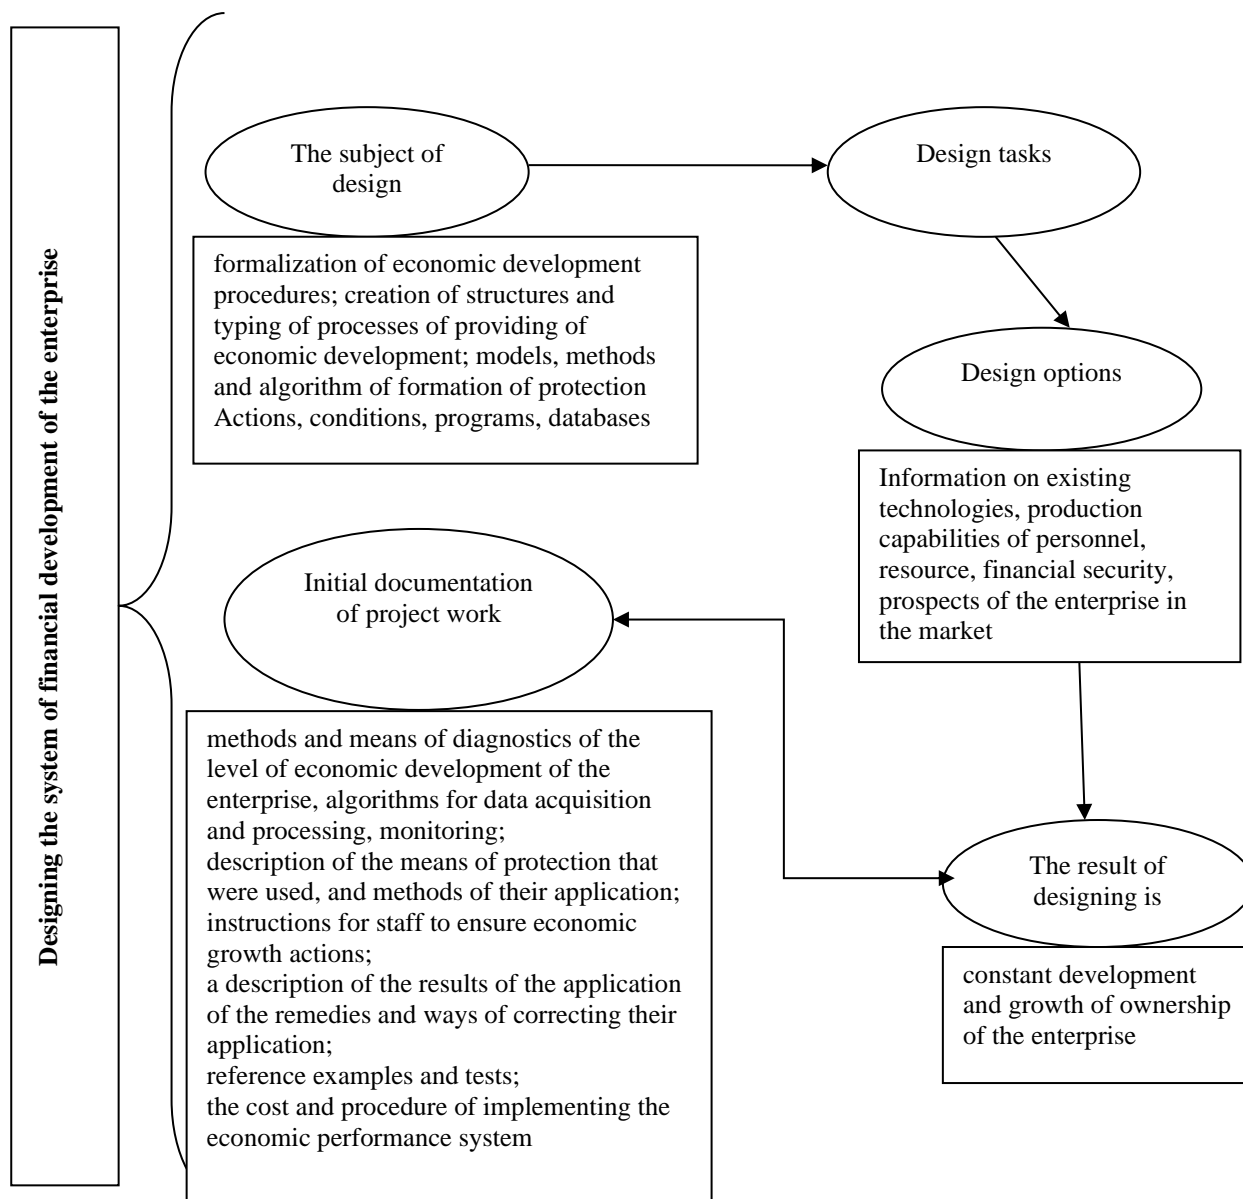 Designing the system of financial development of the enterprise
The subject of
design
Design tasks
formalization of economic development
procedures; creation of structures and
typing of processes of providing of
economic development; models, methods
and algorithm of formation of protection
Actions, conditions, programs, databases
Design options
Information on existing
technologies, production
capabilities of personnel,
resource, financial security,
prospects of the enterprise in
the market
Initial documentation
of project work
methods and means of diagnostics of the
level of economic development of the
enterprise, algorithms for data acquisition
and processing, monitoring;
description of the means of protection that
were used, and methods of their application;
instructions for staff to ensure economic
growth actions;
a description of the results of the application
of the remedies and ways of correcting their
application;
reference examples and tests;
the cost and procedure of implementing the
economic performance system
The result of
designing is
constant development
and growth of ownership
of the enterprise